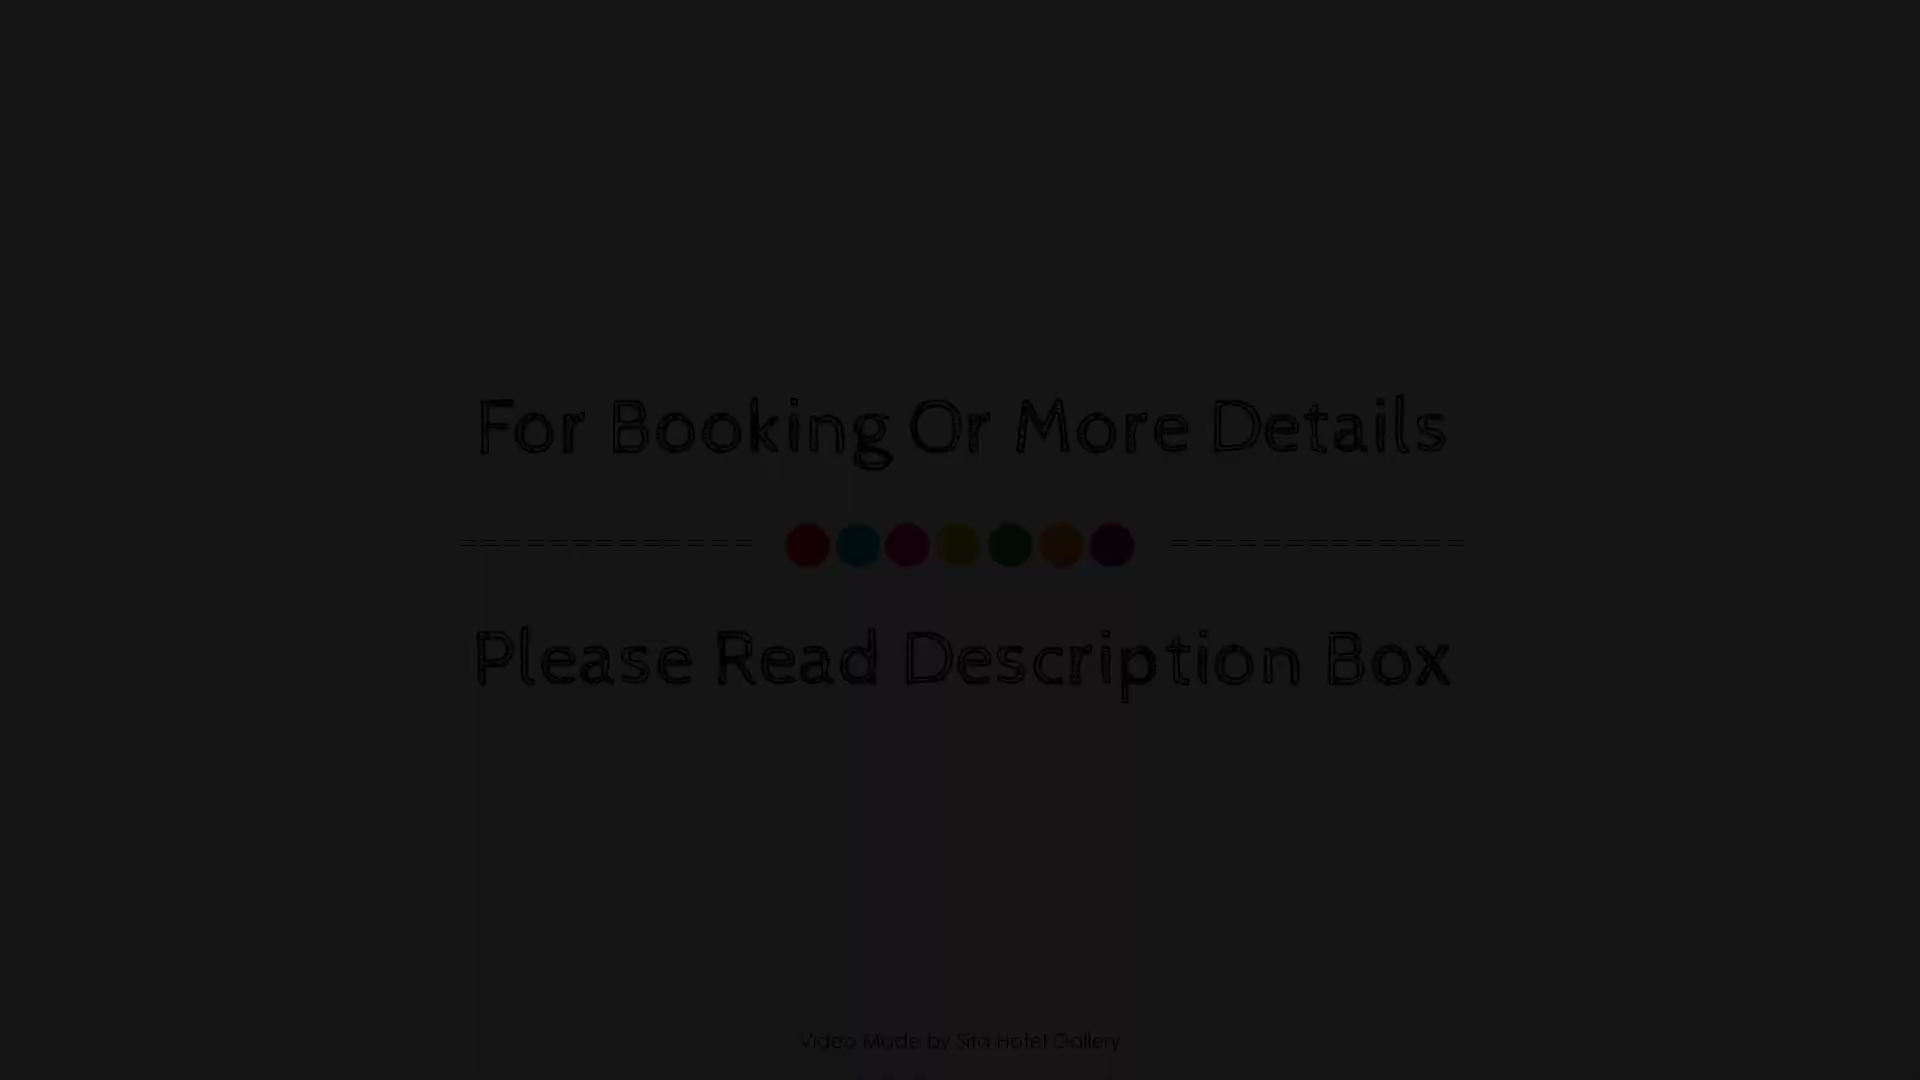 For Booking Or More Details
============= =============
Please Read Description Box
Video Made by Sita Hotel Gallery